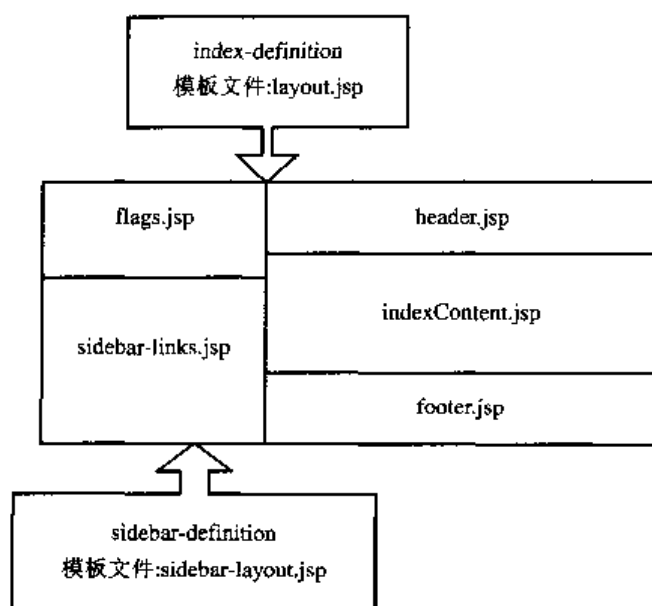 index-definition
模板文件:layout.jsp
flags.jsp
header.jsp
sidebar-links.jsp
indexContent.jsp
footer.jsp
sidebar-definition
模板文件:sidebar-layout.jsp